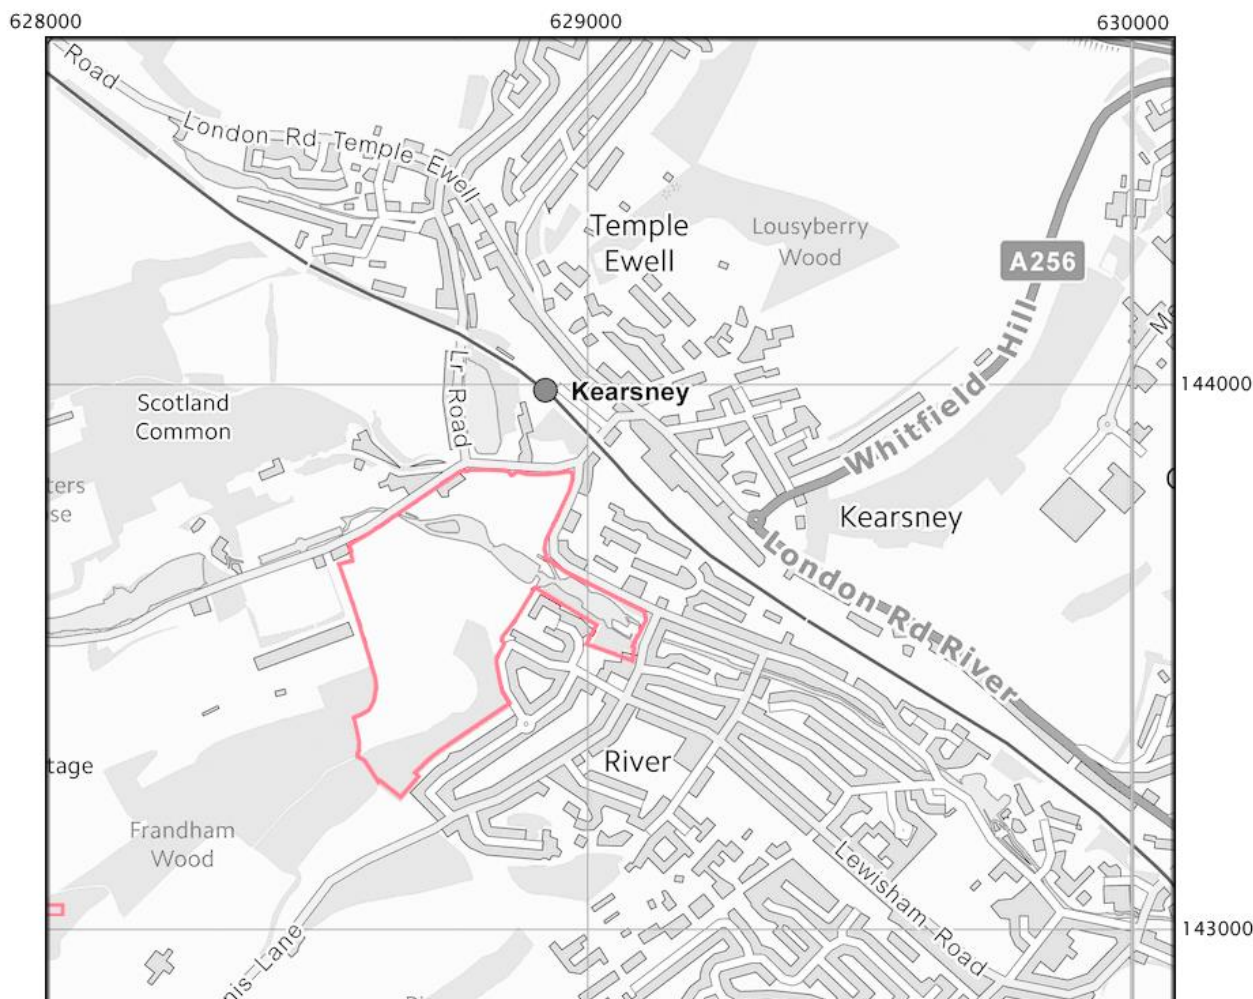 628000
629000
630000
Road
London Rd Temple Ewell
Temple
Ewell
Lousyberry
Wood
A256
Whitfield Hill
Lr Road
Kearsney
144000
Scotland
Common
ters
se
Kearsney
London Rd River
River
tage
Frandham
Wood
Lewisham Road
143000
nis Lane